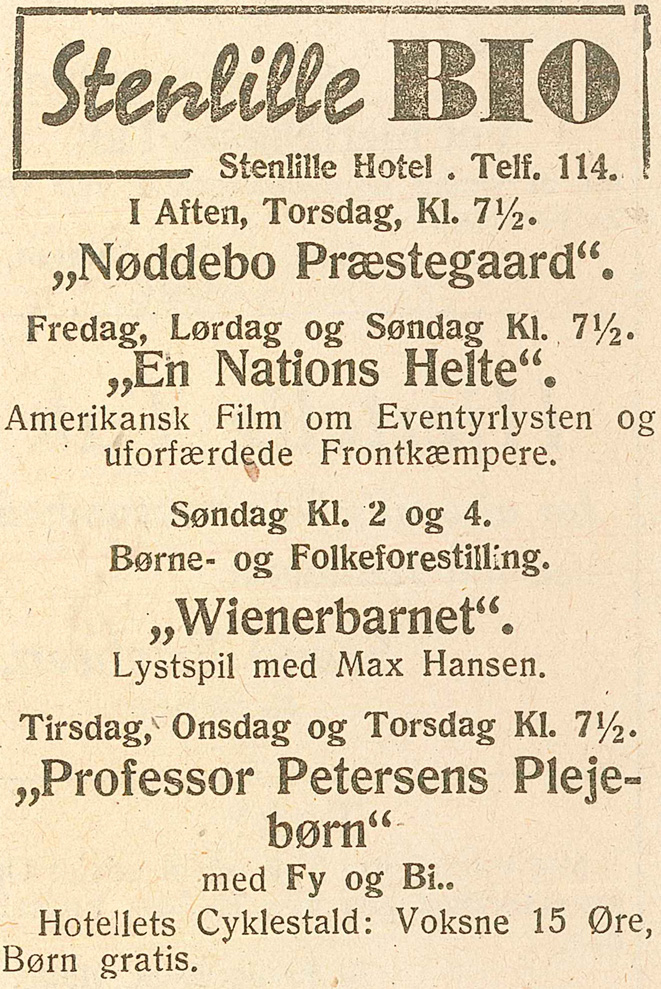 Stenlille BIO
Stenlille Hotel . Telf. 114.
I Aften, Torsdag, Kl. 7½.
„Nøddebo Præstegaard“.
Fredag, Lørdag og Søndag Kl. 7½.
„En Nations Helte“.
Amerikansk Film om Eventyrlysten og
uforfærdede Frontkæmpere.
Søndag Kl. 2 og 4.
Børne- og Folkeforestilling.
„Wienerbarnet“.
Lystspil med Max Hansen.
Tirsdag, Onsdag og Torsdag Kl. 7½.
„Professor Petersens Pleje-
børn“
med Fy og Bi..
Hotellets Cyklestald: Voksne 15 Øre,
Børn gratis.